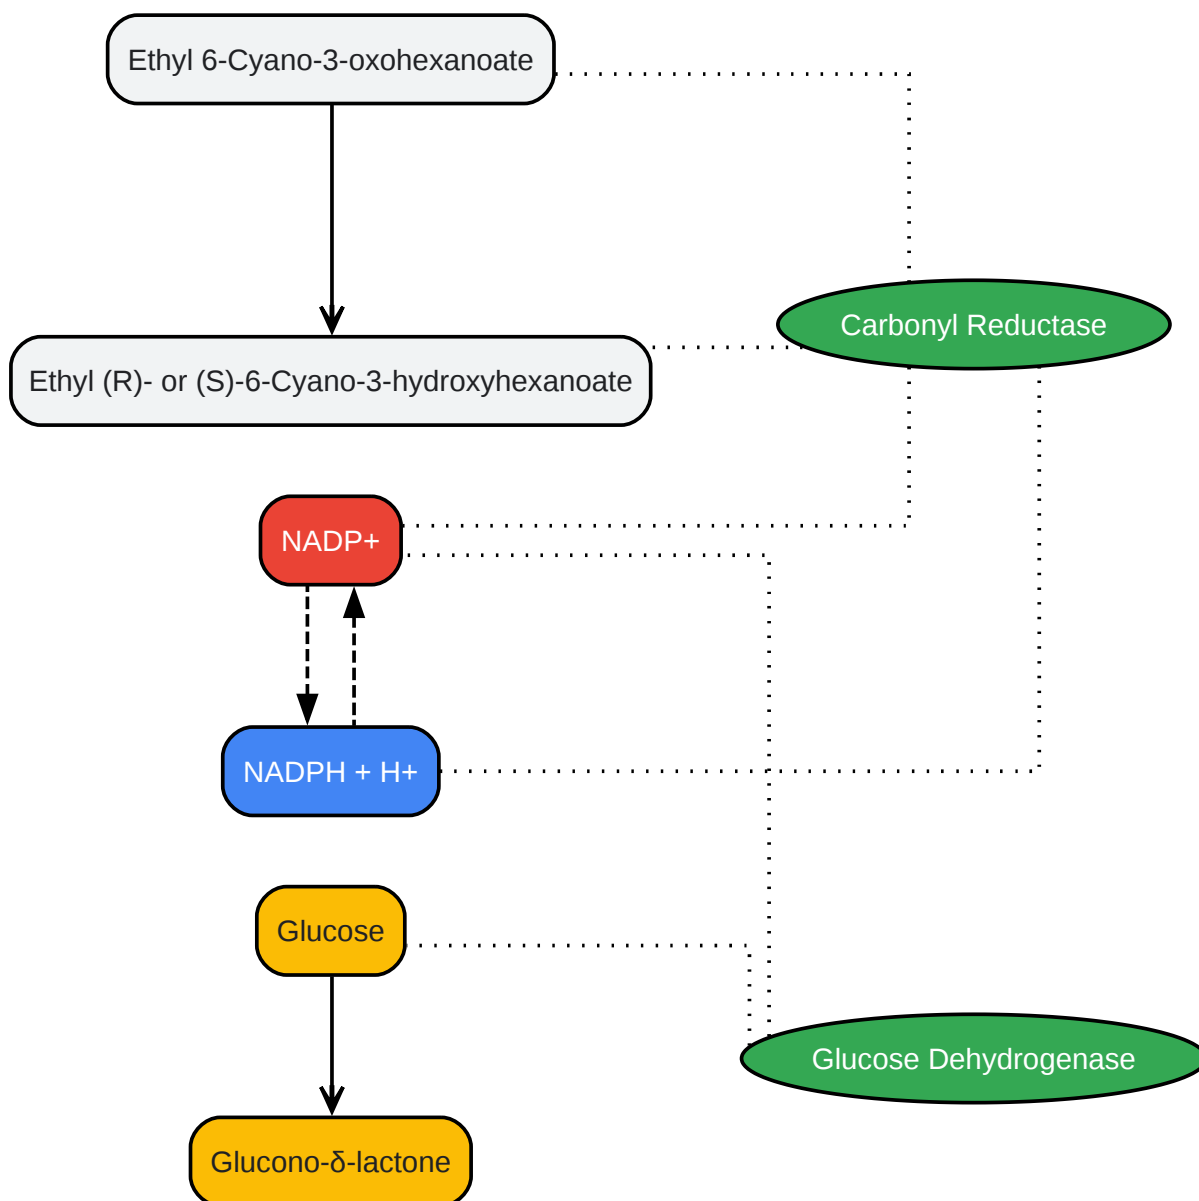 Ethyl 6-Cyano-3-oxohexanoate
Carbonyl Reductase
Ethyl (R)- or (S)-6-Cyano-3-hydroxyhexanoate
NADP+
NADPH + H+
Glucose
Glucose Dehydrogenase
Glucono-δ-lactone